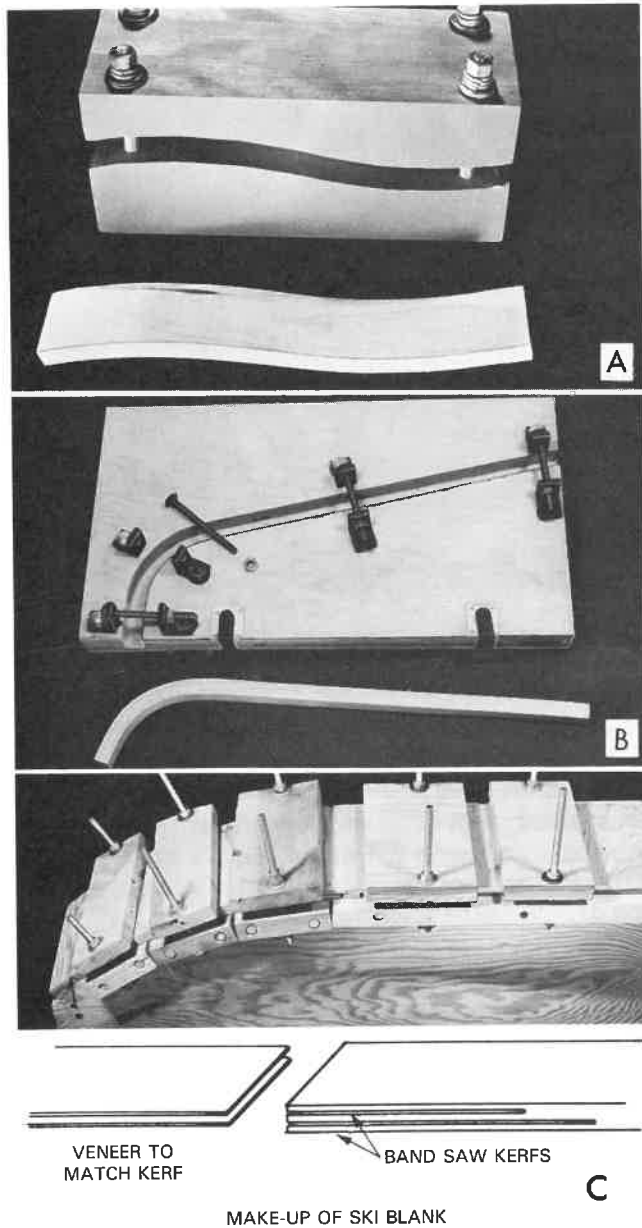 A
B
VENEER TO
MATCH KERF
BAND SAW KERFS
C
MAKE-UP OF SKI BLANK